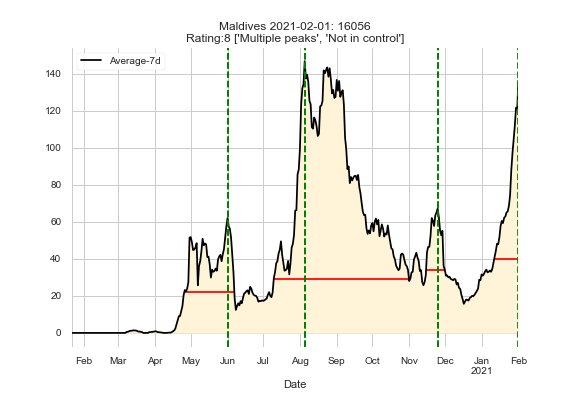 Maldives 2021-02-01: 16056
Rating:8 ['Multiple peaks', 'Not in control']
Average-7d
140
120
100
80
60
40
20
0
Feb Mar Apr May Jun Jul Aug Sep Oct Nov Dec Jan Feb
2021
Date